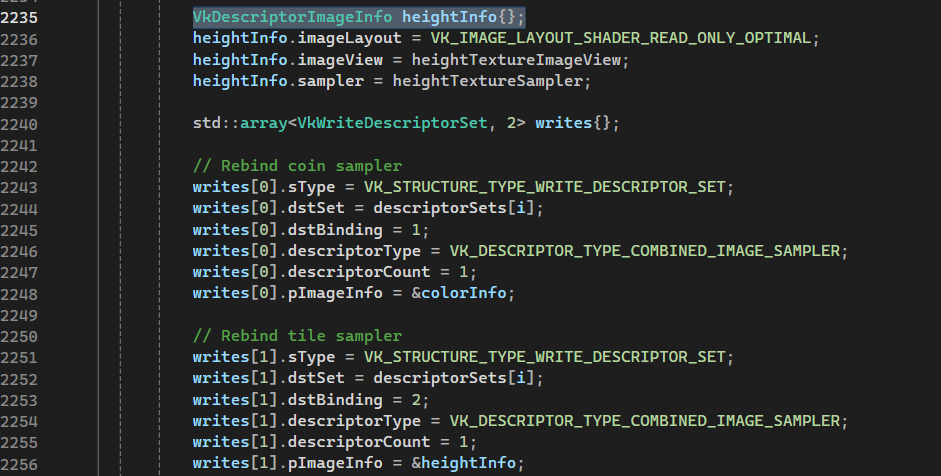 2235 VkDescriptorImageInfo heightInfo{};
2236 heightInfo.imageLayout = VK_IMAGE_LAYOUT_SHADER_READ_ONLY_OPTIMAL;
2237 heightInfo.imageView = heightTextureImageView;
2238 heightInfo.sampler = heightTextureSampler;
2239
2240 std::array<VkWriteDescriptorSet, 2> writes{};
2241
2242 // Rebind coin sampler
2243 writes[0].sType = VK_STRUCTURE_TYPE_WRITE_DESCRIPTOR_SET;
2244 writes[0].dstSet = descriptorSets[i];
2245 writes[0].dstBinding = 1;
2246 writes[0].descriptorType = VK_DESCRIPTOR_TYPE_COMBINED_IMAGE_SAMPLER;
2247 writes[0].descriptorCount = 1;
2248 writes[0].pImageInfo = &colorInfo;
2249
2250 // Rebind tile sampler
2251 writes[1].sType = VK_STRUCTURE_TYPE_WRITE_DESCRIPTOR_SET;
2252 writes[1].dstSet = descriptorSets[i];
2253 writes[1].dstBinding = 2;
2254 writes[1].descriptorType = VK_DESCRIPTOR_TYPE_COMBINED_IMAGE_SAMPLER;
2255 writes[1].descriptorCount = 1;
2256 writes[1].pImageInfo = &heightInfo;